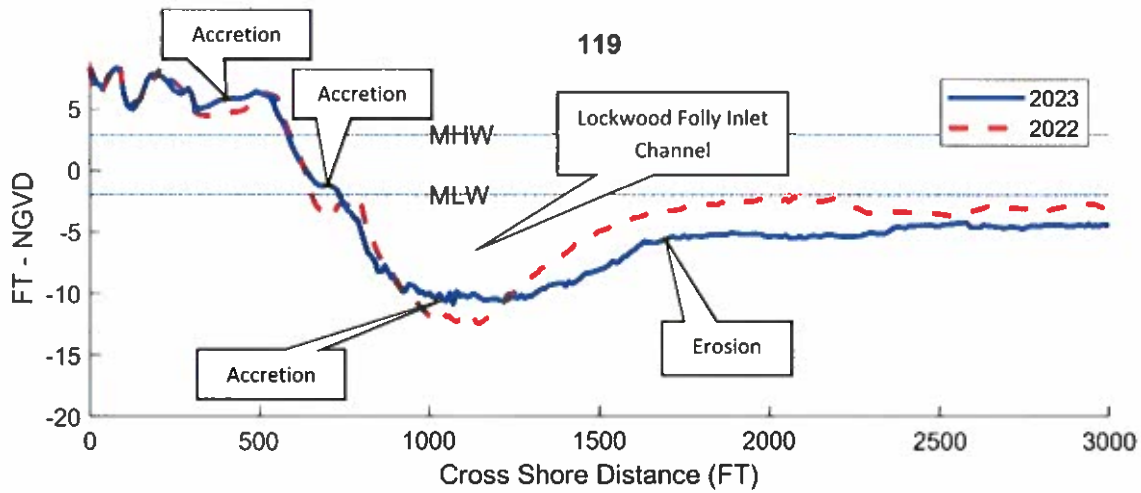 119
Accretion
Accretion
Lockwood Folly Inlet
Channel
2023
2022
MHW
MLW
Accretion
Erosion
FT - NGVD
5
0
-5
-10
-15
-20
0
500
1000
1500
2000
2500
3000
Cross Shore Distance (FT)